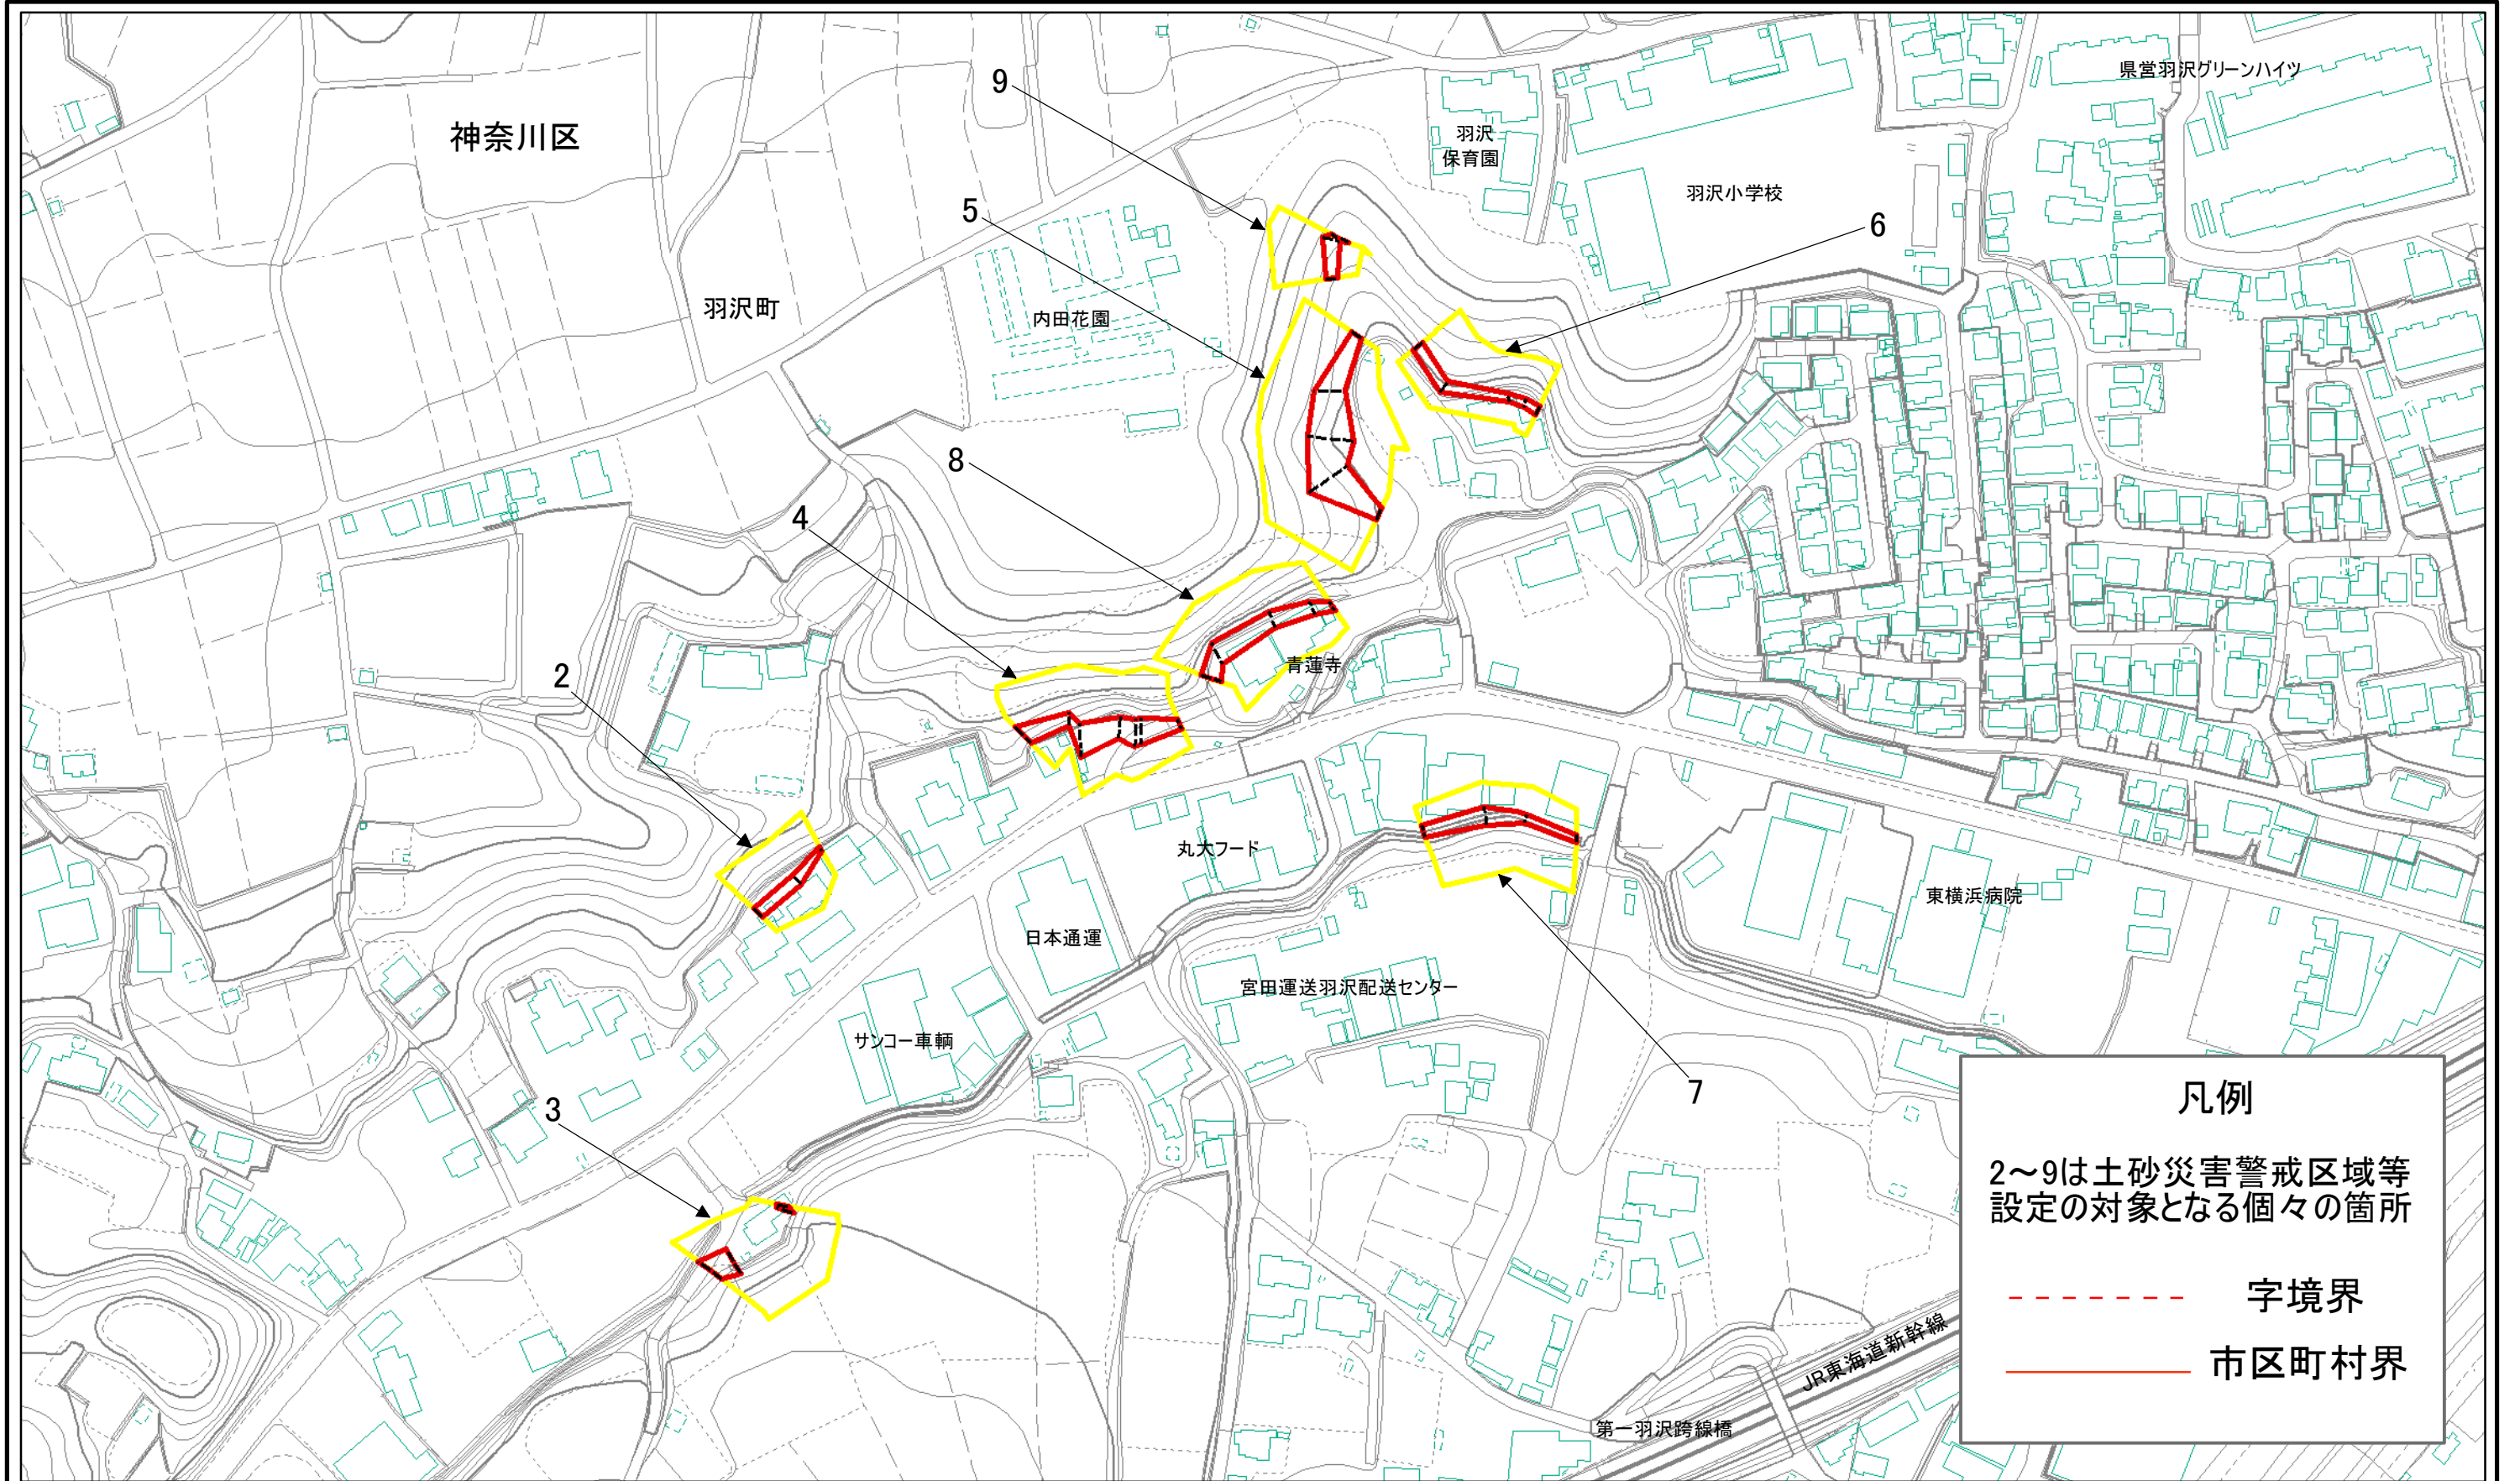 県営羽沢グリーンハイツ
9
神奈川区
羽沢
保育園
羽沢小学校
5
6
羽沢町
内田花園
8
4
青蓮寺
2
丸大フード
東横浜病院
日本通運
宮田運送羽沢配送センター
サンコー車輌
7
3
凡例
2～9は土砂災害警戒区域等
設定の対象となる個々の箇所
字境界
市区町村界
JR東海道新幹線
第一羽沢跨線橋